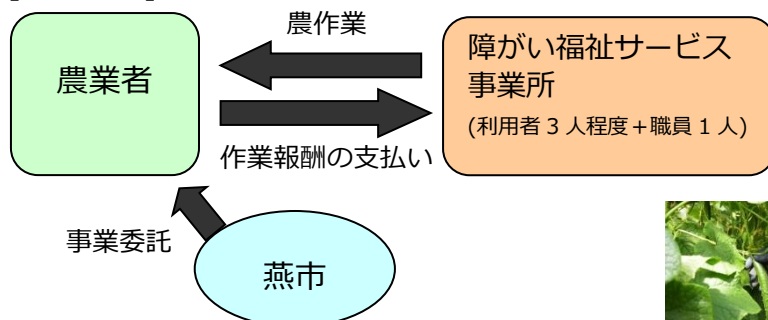 農作業
農業者
障がい福祉サービス
事業所
(利用者 3 人程度＋職員 1 人)
作業報酬の支払い
事業委託
燕市